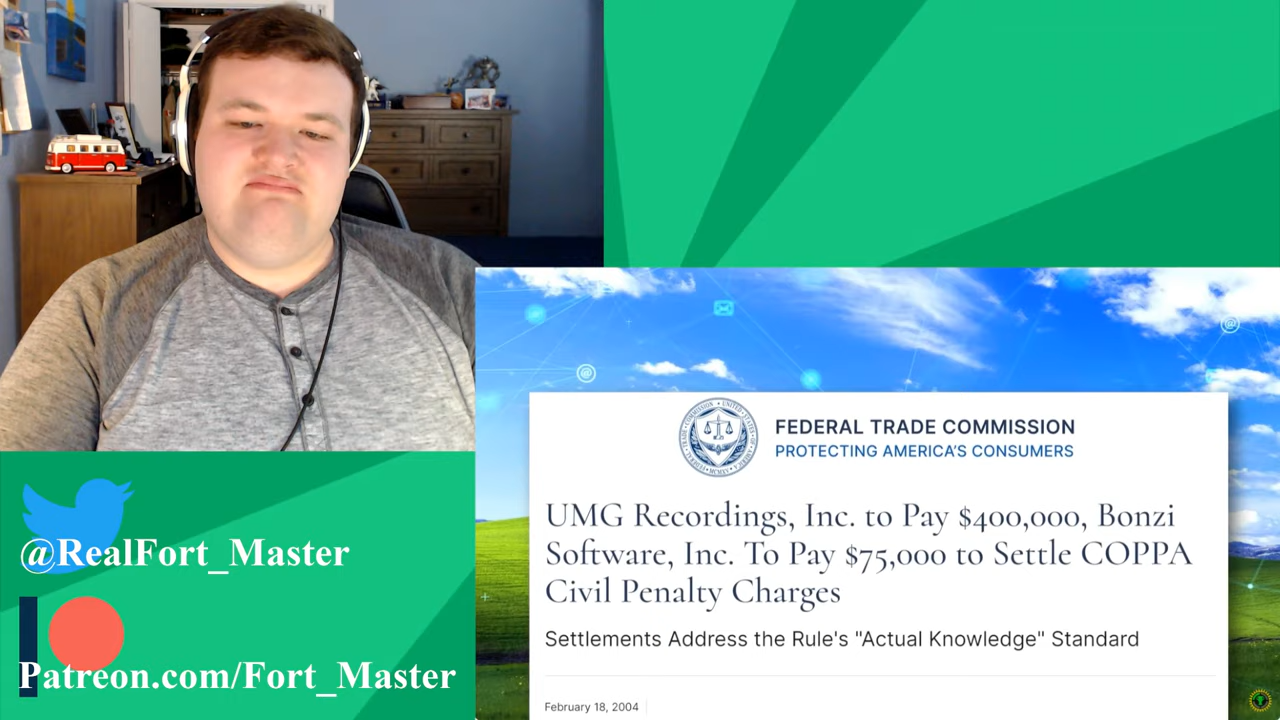 @RealFort_Master
Patreon.com/Fort_Master
FEDERAL TRADE COMMISSION
PROTECTING AMERICA'S CONSUMERS
UMG Recordings, Inc. to Pay $400,000, Bonzi
Software, Inc. To Pay $75,000 to Settle COPPA
Civil Penalty Charges
Settlements Address the Rule's "Actual Knowledge" Standard
February 18, 2004